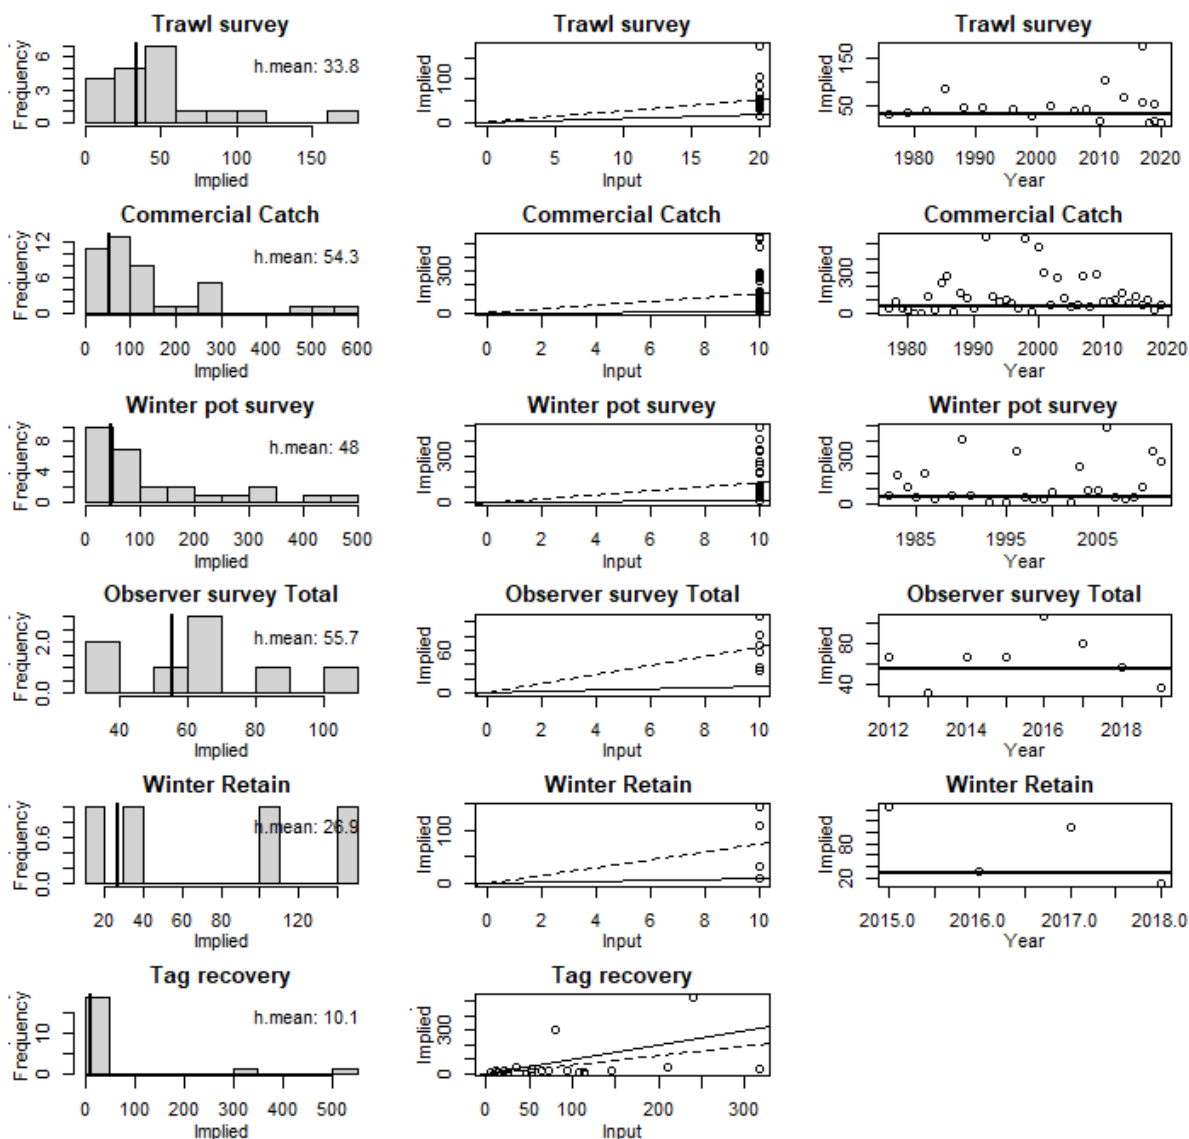 Trawl survey
Frequency
0 3 6
h.mean: 33.8
0 50 100 150
Implied
Trawl survey
Implied
0 100
0 5 10 15 20
Input
Trawl survey
Implied
50 150
1980 1990 2000 2010 2020
Year
Commercial Catch
Frequency
0 6 12
h.mean: 54.3
0 100 200 300 400 500 600
Implied
Commercial Catch
Implied
0 300
0 2 4 6 8 10
Input
Commercial Catch
Implied
0 300
1980 1990 2000 2010 2020
Year
Winter pot survey
Frequency
0 4 8
h.mean: 48
0 100 200 300 400 500
Implied
Winter pot survey
Implied
0 300
0 2 4 6 8 10
Input
Winter pot survey
Implied
0 300
1985 1995 2005
Year
Observer survey Total
Frequency
0.0 2.0
h.mean: 55.7
40 60 80 100
Implied
Observer survey Total
Implied
0 60
0 2 4 6 8 10
Input
Observer survey Total
Implied
40 80
2012 2014 2016 2018
Year
Winter Retain
Frequency
0.0 0.6
h.mean: 26.9
20 40 60 80 120
Implied
Winter Retain
Implied
0 100
0 2 4 6 8 10
Input
Winter Retain
Implied
20 80
2015.0 2016.0 2017.0 2018.0
Year
Tag recovery
Frequency
0 10
h.mean: 10.1
0 100 200 300 400 500
Implied
Tag recovery
Implied
0 300
0 50 100 200 300
Input